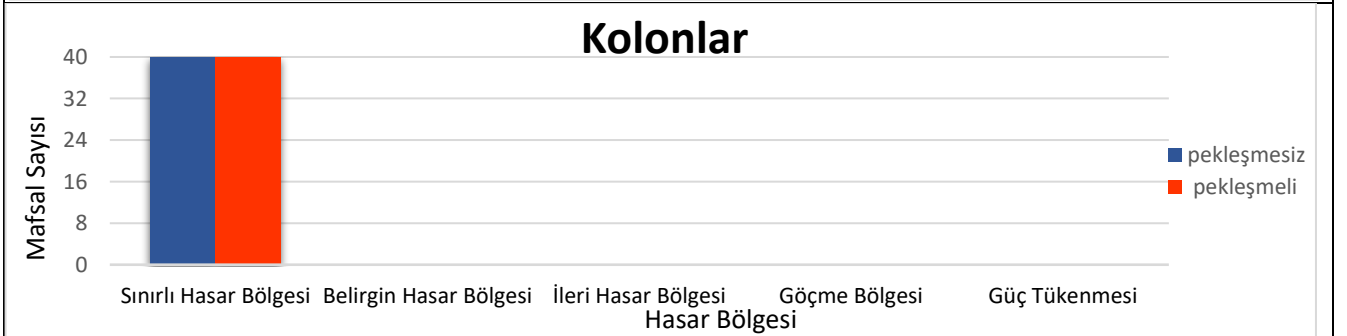 Kolonlar
40
32
24
16
8
0
Mafsal Sayısı
Sınırlı Hasar Bölgesi
Belirgin Hasar Bölgesi
İleri Hasar Bölgesi
Göçme Bölgesi
Güç Tükenmesi
Hasar Bölgesi
pekleşmesiz
pekleşmeli